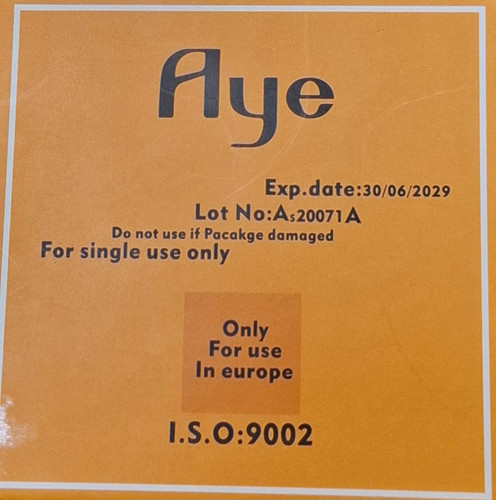 Aye
Exp.date:30/06/2029
Lot No:As20071A
Do not use if Pacakge damaged
For single use only
Only
For use
In europe
I.S.O:9002